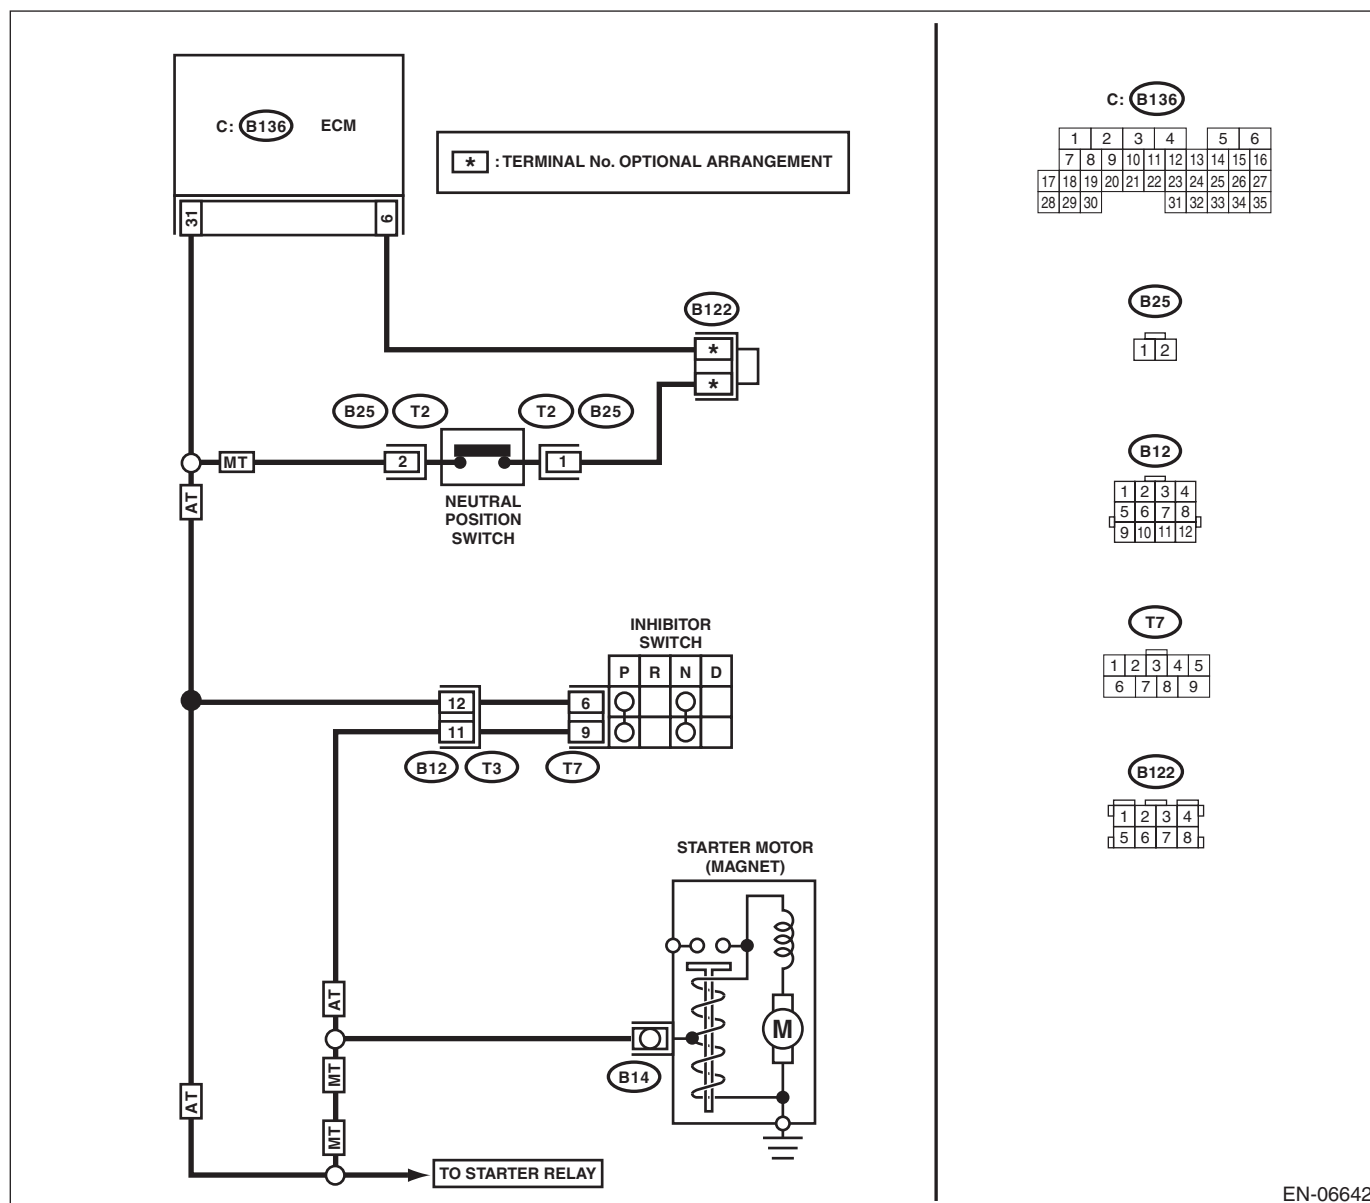 C: B136 ECM
* : TERMINAL No. OPTIONAL ARRANGEMENT
31 6
B122
*
*
B25 T2 T2 B25
MT 2 1
AT
NEUTRAL
POSITION
SWITCH
INHIBITOR
SWITCH
P R N D
12 6
11 9
B12 T3 T7
STARTER MOTOR
(MAGNET)
AT
M
B14
MT
AT
MT
TO STARTER RELAY
C: B136
1 2 3 4 5 6
7 8 9 10 11 12 13 14 15 16
17 18 19 20 21 22 23 24 25 26 27
28 29 30 31 32 33 34 35
B25
1 2
B12
1 2 3 4
5 6 7 8
9 10 11 12
T7
1 2 3 4 5
6 7 8 9
B122
1 2 3 4
5 6 7 8
EN-06642